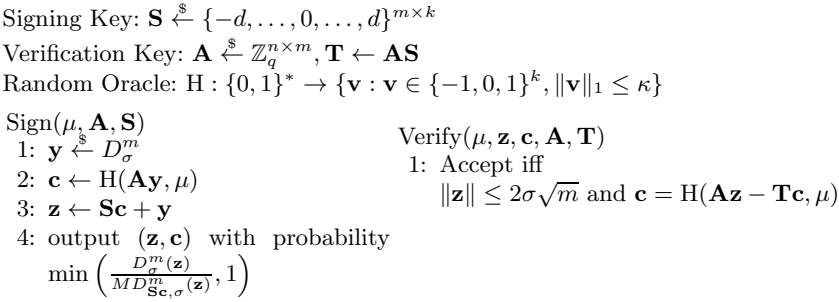 Signing Key: S ←$ {−d, . . . , 0, . . . , d}^{m×k}
Verification Key: A ←$ ℤ_q^{n×m}, T ← AS
Random Oracle: H : {0, 1}^* → {v : v ∈ {−1, 0, 1}^k, ‖v‖_1 ≤ κ}
Sign(μ, A, S)
1: y ←$ D_σ^m
2: c ← H(Ay, μ)
3: z ← Sc + y
4: output (z, c) with probability
min (D_σ^m(z) / MD_{Sc,σ}^m(z), 1)
Verify(μ, z, c, A, T)
1: Accept iff
‖z‖ ≤ 2σ√m and c = H(Az − Tc, μ)